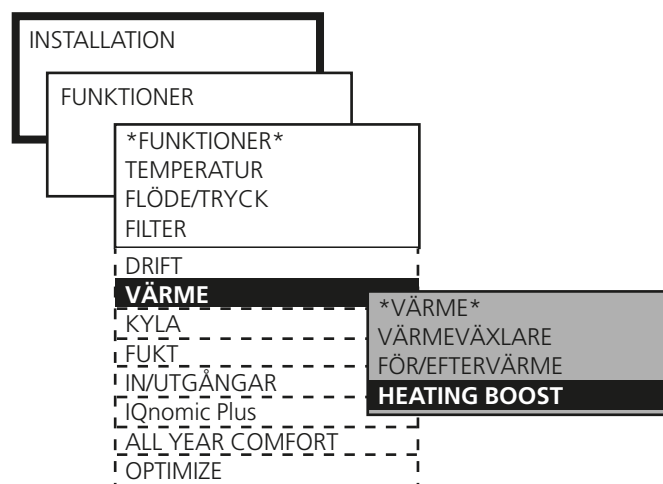 INSTALLATION
FUNKTIONER
*FUNKTIONER*
TEMPERATUR
FLÖDE/TRYCK
FILTER
DRIFT
VÄRME
KYLA
FUKT
IN/UTGÅNGAR
IQnomic Plus
ALL YEAR COMFORT
OPTIMIZE
*VÄRME*
VÄRMEVÄXLARE
FÖR/EFTERVÄRME
HEATING BOOST